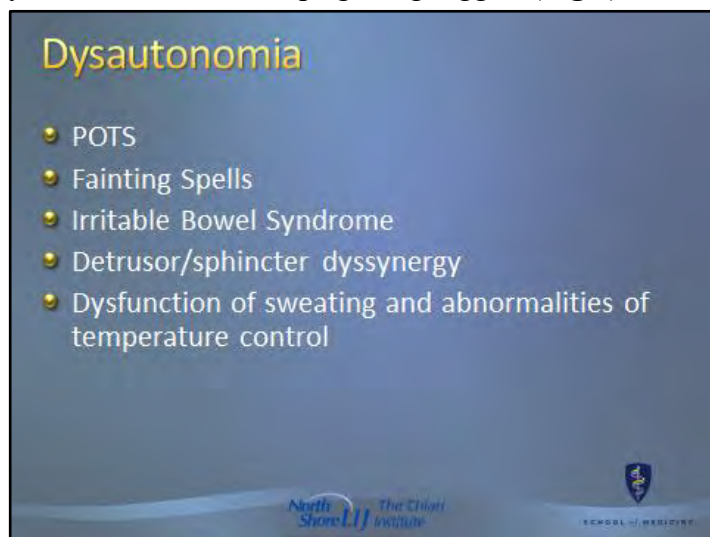 Dysautonomia
POTS
Fainting Spells
Irritable Bowel Syndrome
Detrusor/sphincter dyssynergy
Dysfunction of sweating and abnormalities of
temperature control
North The Chiari
Shore LIJ Institute
SCHOOL of MEDICINE